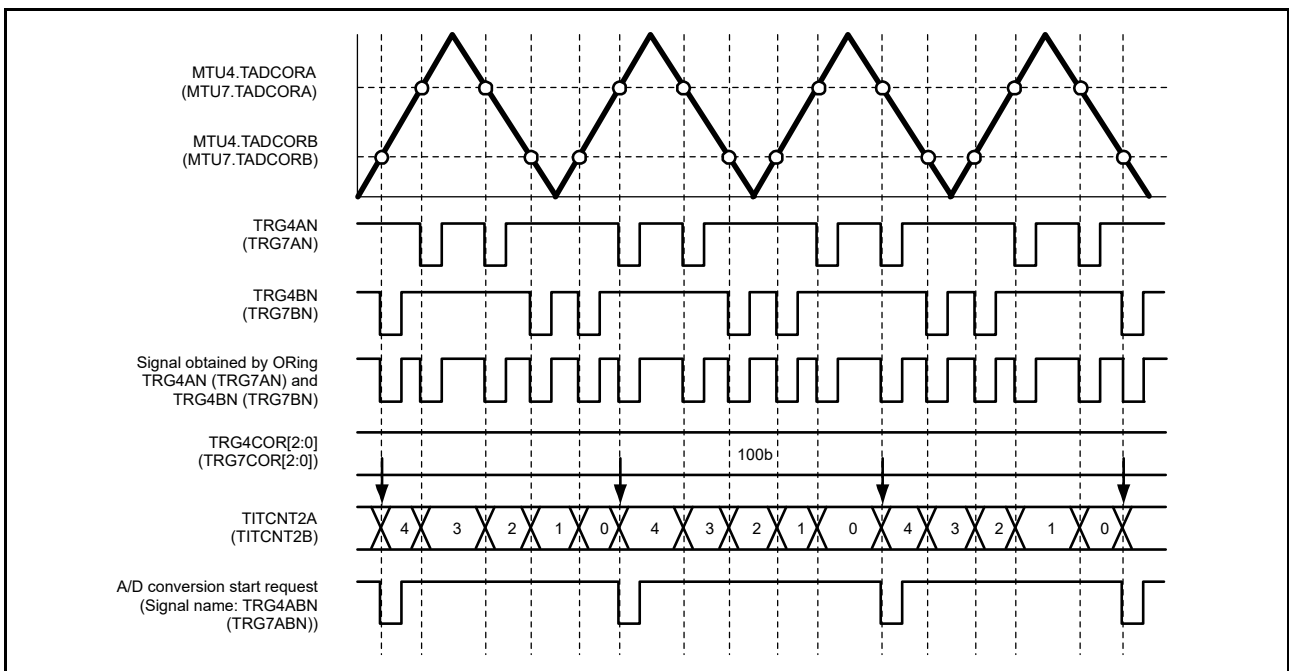 MTU4.TADCORA
(MTU7.TADCORA)
MTU4.TADCORB
(MTU7.TADCORB)
TRG4AN
(TRG7AN)
TRG4BN
(TRG7BN)
Signal obtained by ORing
TRG4AN (TRG7AN) and
TRG4BN (TRG7BN)
TRG4COR[2:0]
(TRG7COR[2:0])
100b
TITCNT2A
(TITCNT2B)
4 3 2 1 0 4 3 2 1 0 4 3 2 1 0
A/D conversion start request
(Signal name: TRG4ABN
(TRG7ABN))